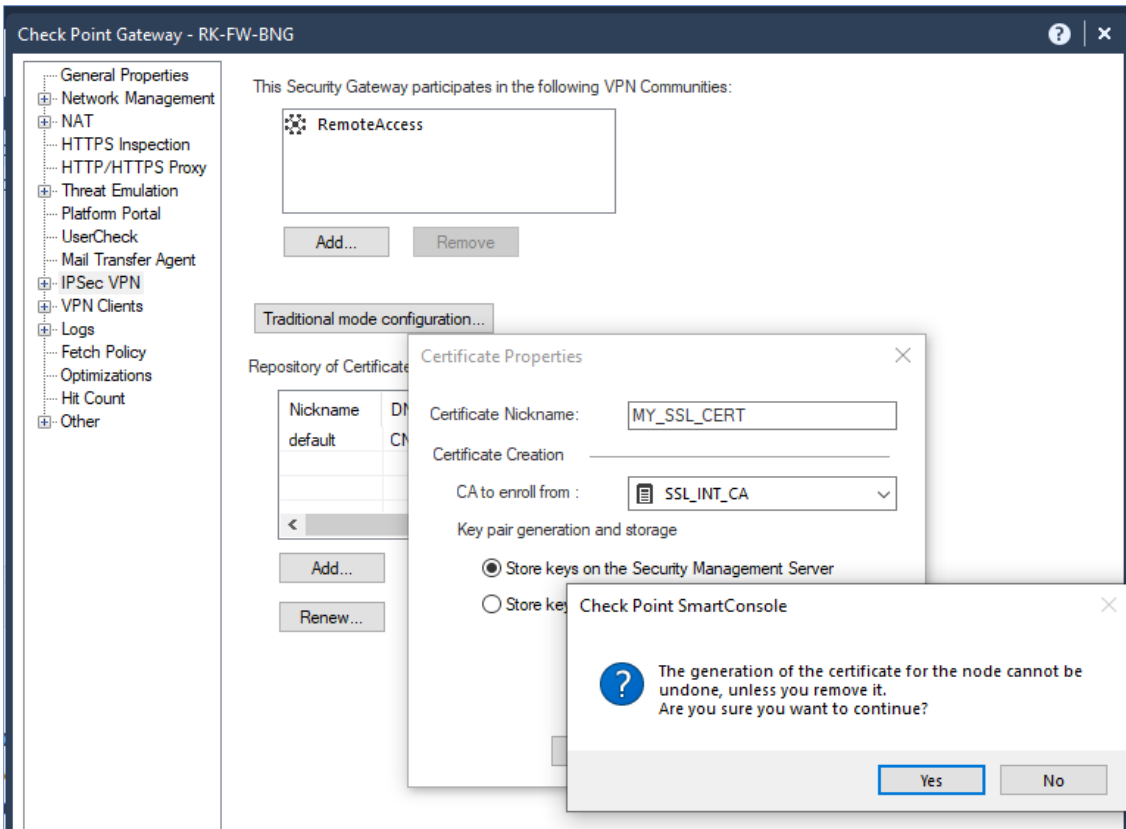 Check Point Gateway - RK-FW-BNG
General Properties
Network Management
NAT
HTTPS Inspection
HTTP/HTTPS Proxy
Threat Emulation
Platform Portal
UserCheck
Mail Transfer Agent
IPSec VPN
VPN Clients
Logs
Fetch Policy
Optimizations
Hit Count
Other
This Security Gateway participates in the following VPN Communities:
RemoteAccess
Add...
Remove
Traditional mode configuration...
Repository of Certificate
Nickname
default
Add...
Renew...
Certificate Properties
Certificate Nickname:
MY_SSL_CERT
Certificate Creation
CA to enroll from :
SSL_INT_CA
Key pair generation and storage
Store keys on the Security Management Server
Store
Check Point SmartConsole
The generation of the certificate for the node cannot be
undone, unless you remove it.
Are you sure you want to continue?
Yes
No